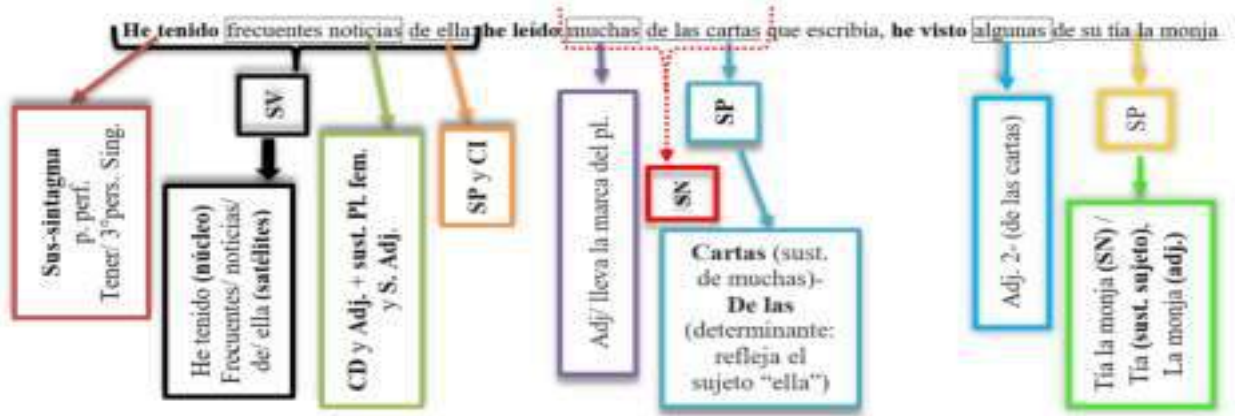 He tenido frecuentes noticias de ella, he leído muchas de las cartas que escribía, he visto algunas de su tía la monja
Sus-sintagma
p. perf.
Tener/ 3°pers. Sing.
SV
He tenido (núcleo)
Frecuentes/ noticias/
de/ ella (satélites)
CD y Adj. + sust. Pl. fem.
y S. Adj.
SP y CI
Adj/ lleva la marca del pl.
SN
SP
Cartas (sust.
de muchas)-
De las
(determinante:
refleja el
sujeto “ella”)
Adj. 2- (de las cartas)
SP
Tía la monja (SN) /
Tía (sust. sujeto),
La monja (adj.)